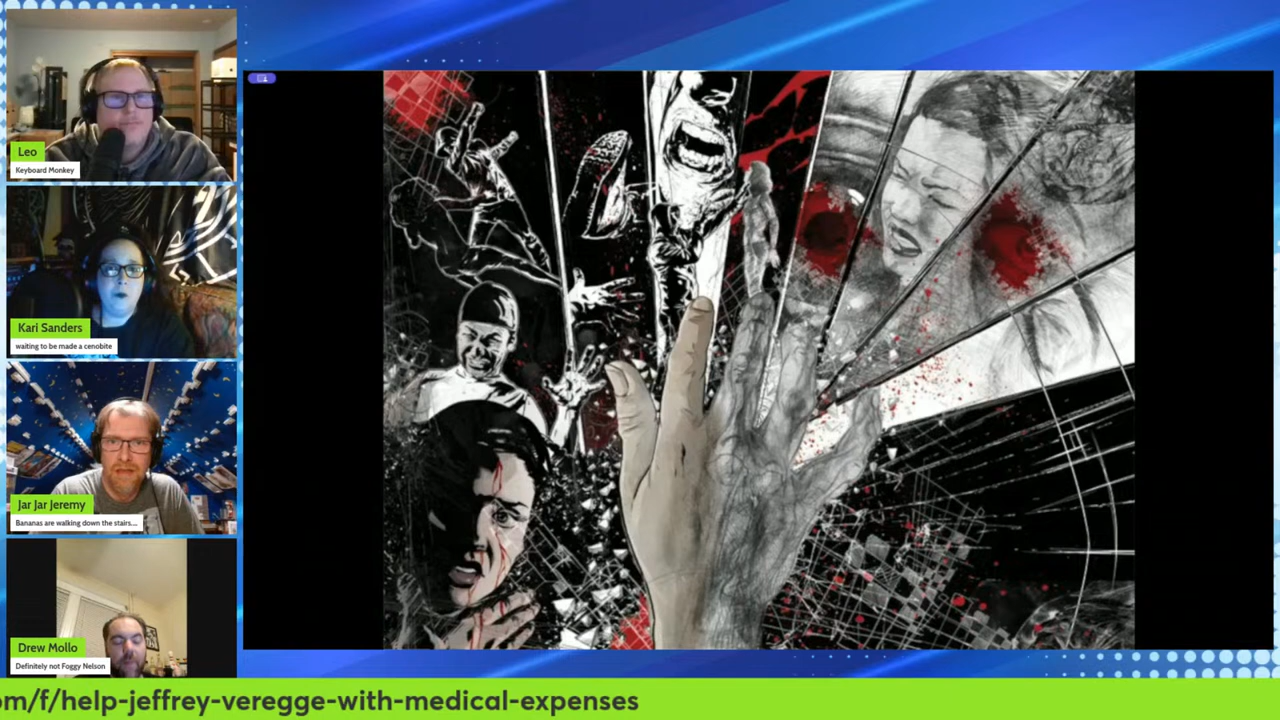 Leo
Keyboard Monkey
Kari Sanders
waiting to be made a cenobite
Jar Jar Jeremy
Bananas are walking down the stairs....
Drew Mollo
Definitely not Foggy Nelson
om/f/help-jeffrey-veregge-with-medical-expenses